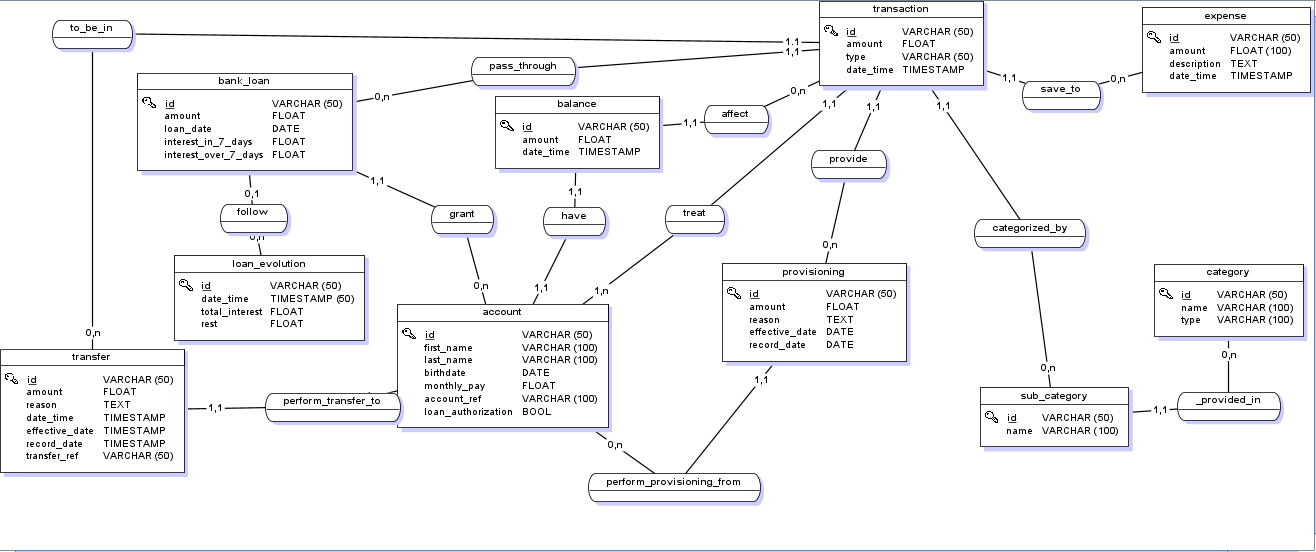 to_be_in
transaction
id VARCHAR (50)
amount FLOAT
type VARCHAR (50)
date_time TIMESTAMP
expense
id VARCHAR (50)
amount FLOAT (100)
description TEXT
date_time TIMESTAMP
1.1
1,1
pass_through
bank_loan
id VARCHAR (50)
amount FLOAT
loan_date DATE
interest_in_7_days FLOAT
interest_over_7_days FLOAT
0,n
balance
id VARCHAR (50)
amount FLOAT
date_time TIMESTAMP
1,1
affect
0,n
1,1
save_to
0,n
1,1
1,1
1,1
provide
1,1
grant
1,1
have
treat
0,1
follow
0,n
categorized_by
loan_evolution
id VARCHAR (50)
date_time TIMESTAMP (50)
total_interest FLOAT
rest FLOAT
0,n
1,1
1,n
0,n
provisioning
id VARCHAR (50)
amount FLOAT
reason TEXT
effective_date DATE
record_date DATE
category
id VARCHAR (50)
name VARCHAR (100)
type VARCHAR (100)
account
id VARCHAR (50)
first_name VARCHAR (100)
last_name VARCHAR (100)
birthdate DATE
monthly_pay FLOAT
account_ref VARCHAR (100)
loan_authorization BOOL
0,n
transfer
id VARCHAR (50)
amount FLOAT
reason TEXT
date_time TIMESTAMP
effective_date TIMESTAMP
record_date TIMESTAMP
transfer_ref VARCHAR (50)
1,1
perform_transfer_to
1,1
0,n
0,n
sub_category
id VARCHAR (50)
name VARCHAR (100)
1,1
_provided_in
0,n
perform_provisioning_from